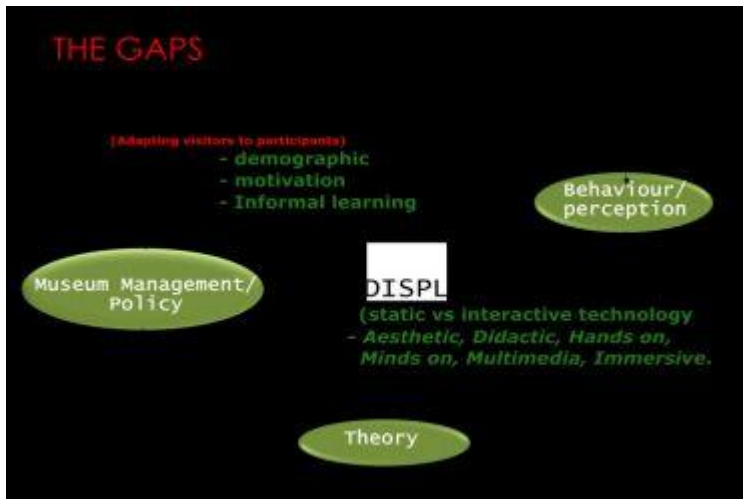 THE GAPS
(Adapting visitors to participants)
- demographic
- motivation
- Informal learning
Behaviour/
perception
Museum Management/
Policy
DISPL
(static vs interactive technology
- Aesthetic, Didactic, Hands on,
Minds on, Multimedia, Immersive.
Theory